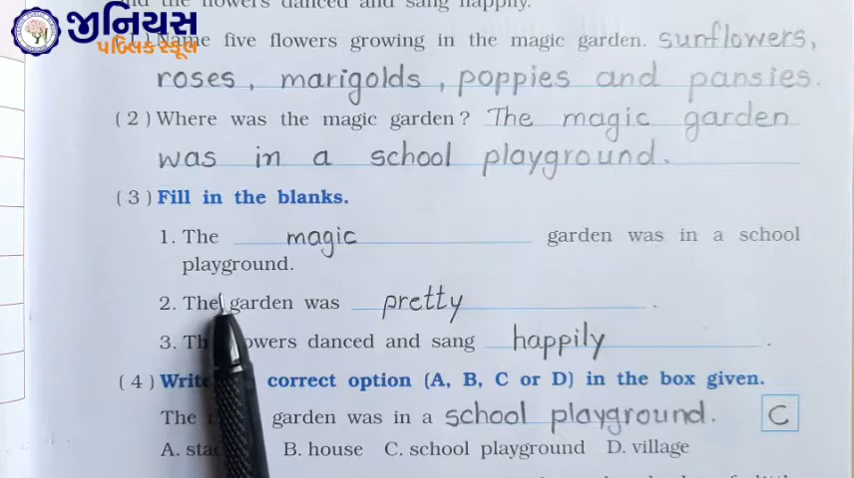 and the flowers danced and sang happily.
જીનિયસ
પબ્લિક સ્કૂલ
Name five flowers growing in the magic garden. sunflowers,
roses, marigolds, poppies and pansies.
(2) Where was the magic garden? The magic garden
was in a school playground.
(3) Fill in the blanks.
1. The magic garden was in a school
playground.
2. The garden was pretty.
3. The flowers danced and sang happily.
(4) Write correct option (A, B, C or D) in the box given.
The garden was in a school playground. C
B. house C. school playground D. village